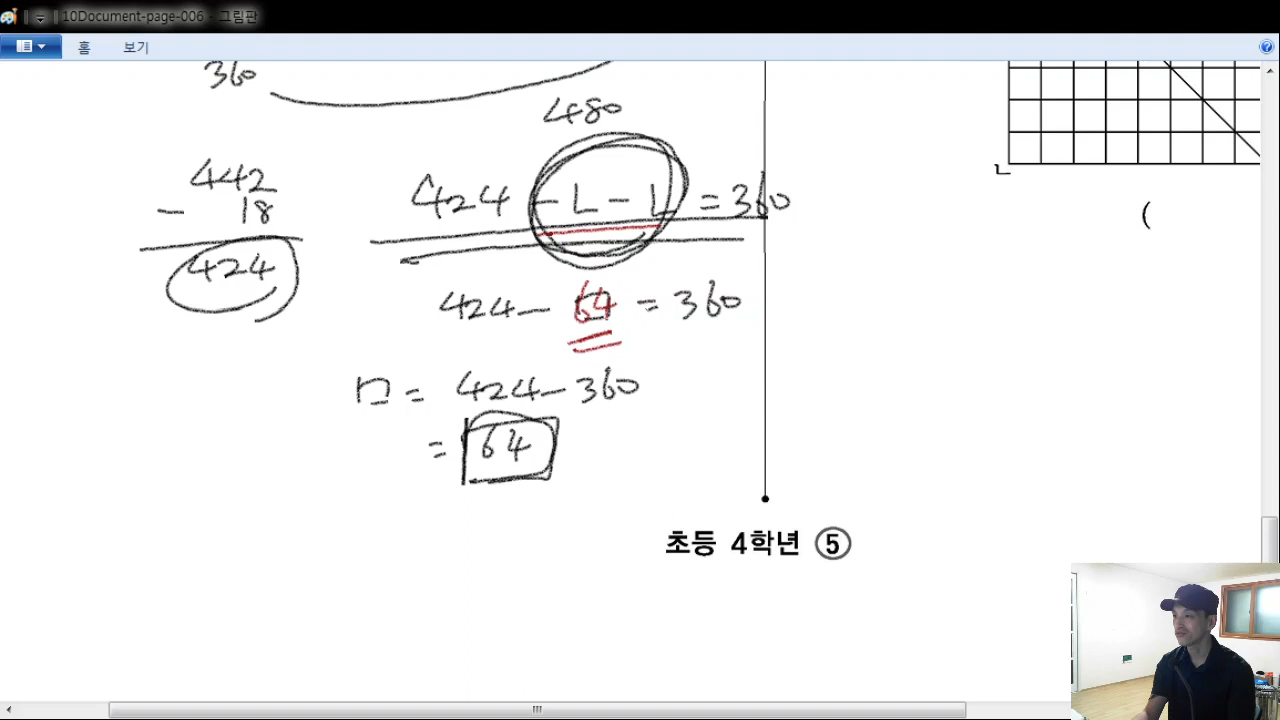 10Document-page-006 - 그림판
홈 보기
360
480
442
- 18
424
424 - L - L = 360
ㄴ
(
424 - 64 = 360
□ = 424 - 360
= 64
초등 4학년 ⑤